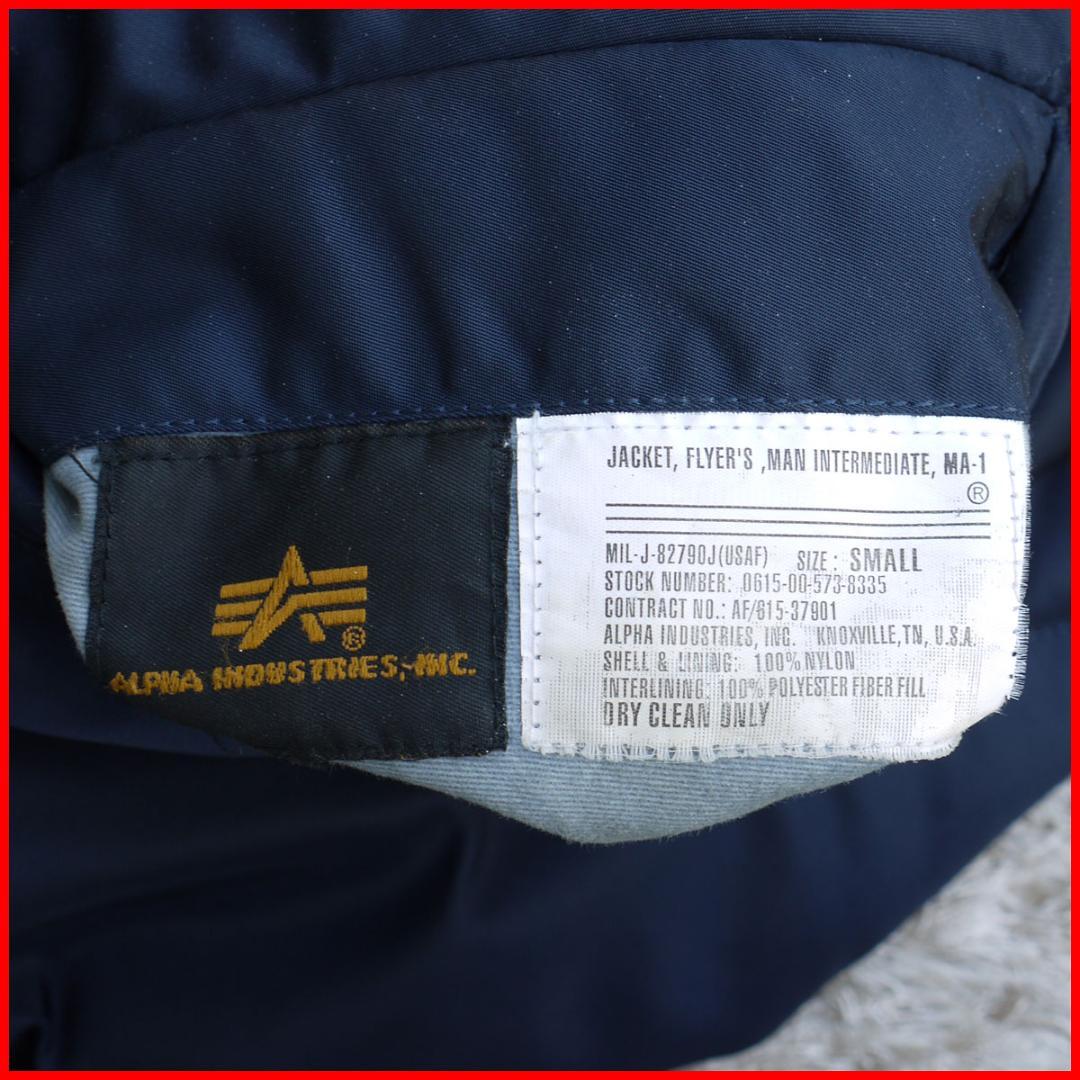 ALPHA INDUSTRIES, INC.
JACKET, FLYER'S ,MAN INTERMEDIATE, MA-1
®
MIL-J-82790J(USAF) SIZE: SMALL
STOCK NUMBER: 0615-00-573-8335
CONTRACT NO.: AF/615-37901
ALPHA INDUSTRIES, INC. KNOXVILLE,TN, U.S.A.
SHELL & LINING: 100% NYLON
INTERLINING: 100% POLYESTER FIBER FILL
DRY CLEAN ONLY